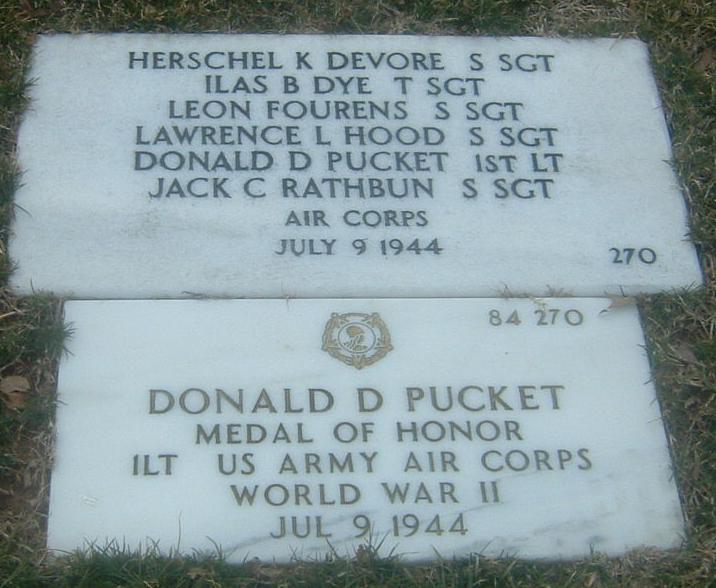 HERSCHEL K DEVORE S SGT
ILAS B DYE T SGT
LEON FOURENS S SGT
LAWRENCE L HOOD S SGT
DONALD D PUCKET 1ST LT
JACK C RATHBUN S SGT
AIR CORPS
JULY 9 1944
270
84 270
DONALD D PUCKET
MEDAL OF HONOR
1LT US ARMY AIR CORPS
WORLD WAR II
JUL 9 1944